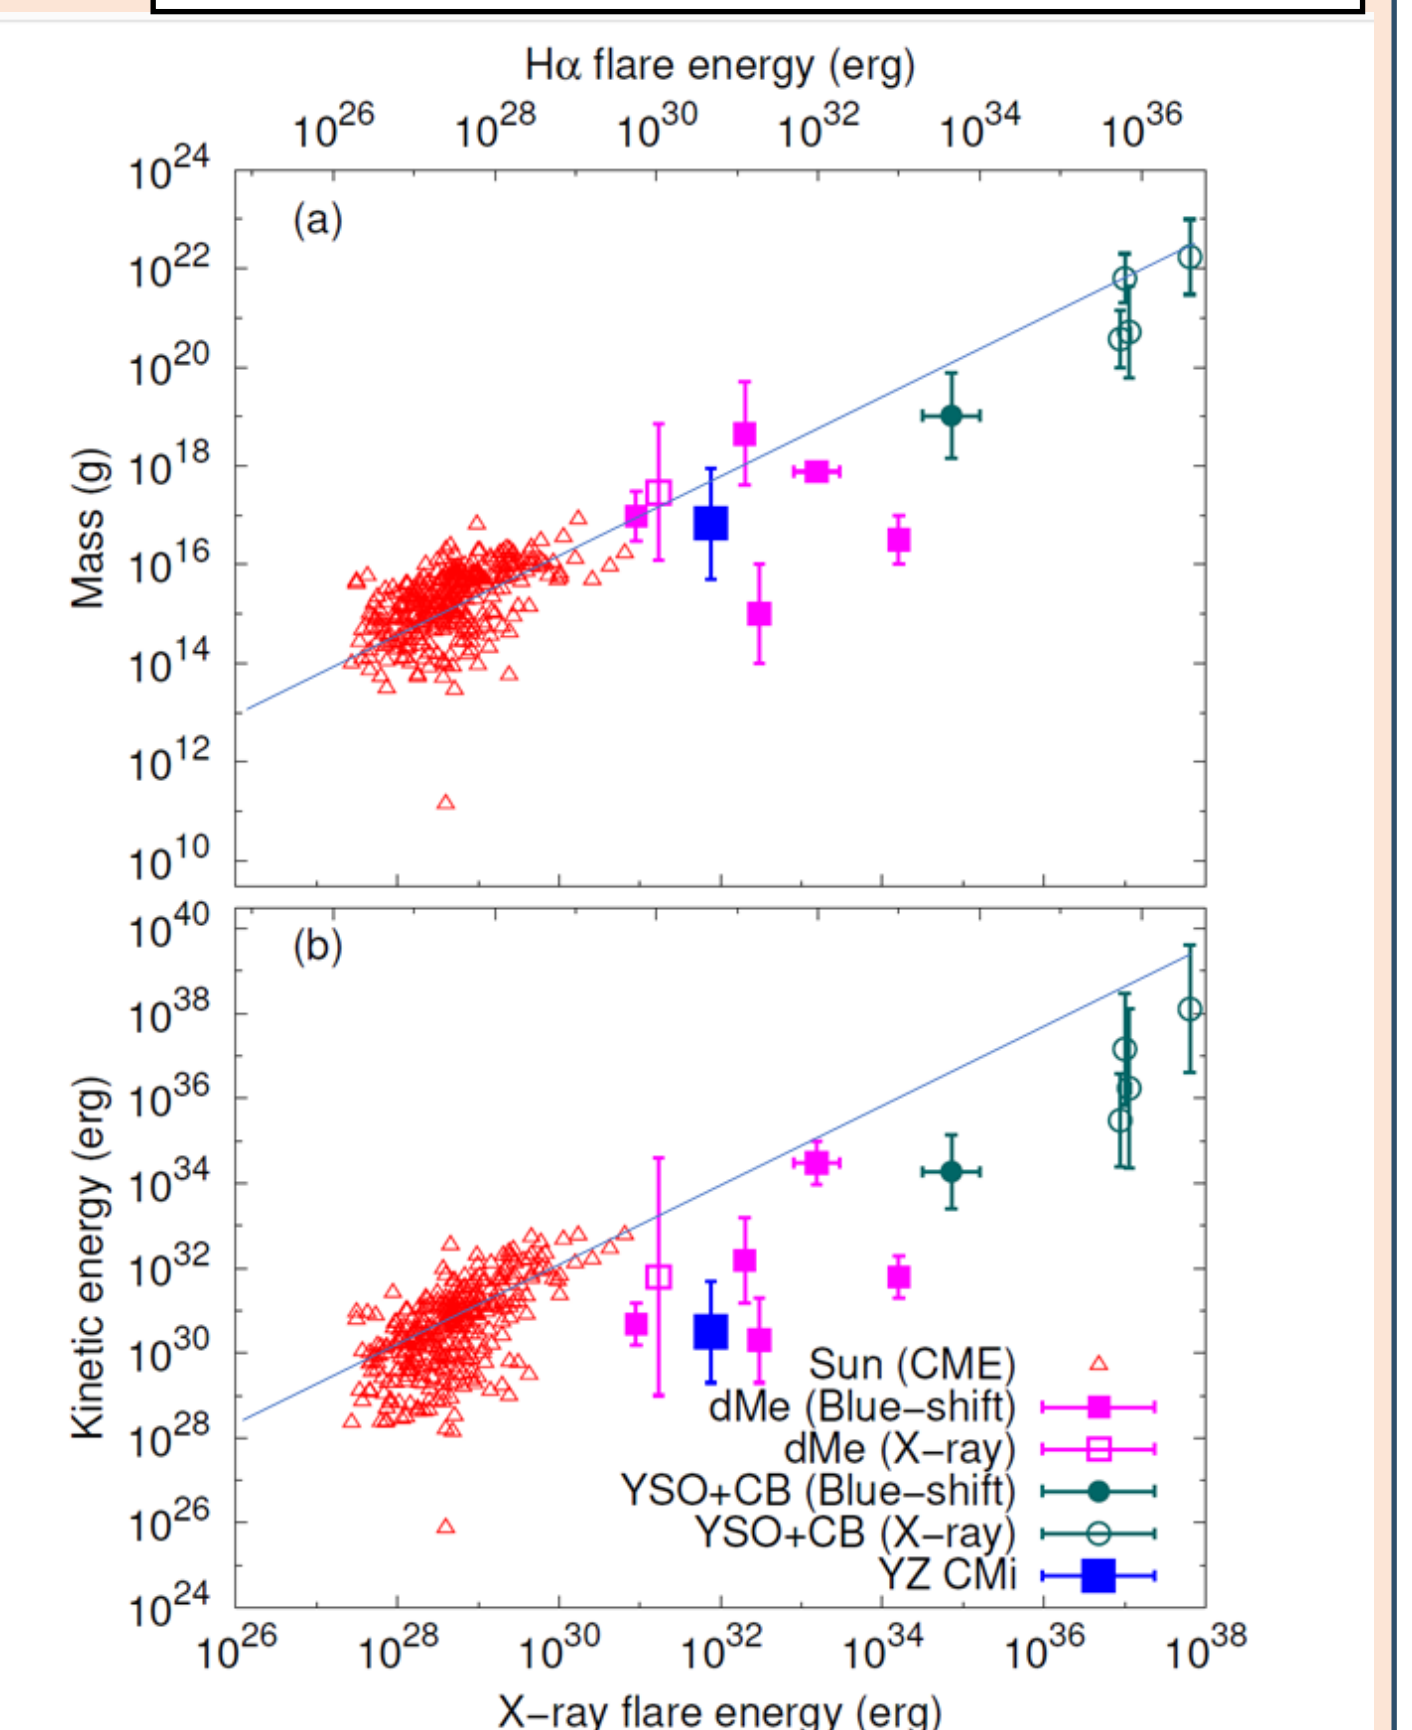 Hα flare energy (erg)
10^26 10^28 10^30 10^32 10^34 10^36
10^24
(a)
10^22
10^20
10^18
Mass (g)
10^16
10^14
10^12
10^10
10^40
(b)
10^38
10^36
10^34
Kinetic energy (erg)
10^32
10^30
Sun (CME)
dMe (Blue−shift)
10^28
dMe (X−ray)
YSO+CB (Blue−shift)
10^26
YSO+CB (X−ray)
YZ CMi
10^24
10^26 10^28 10^30 10^32 10^34 10^36 10^38
X−ray flare energy (erg)